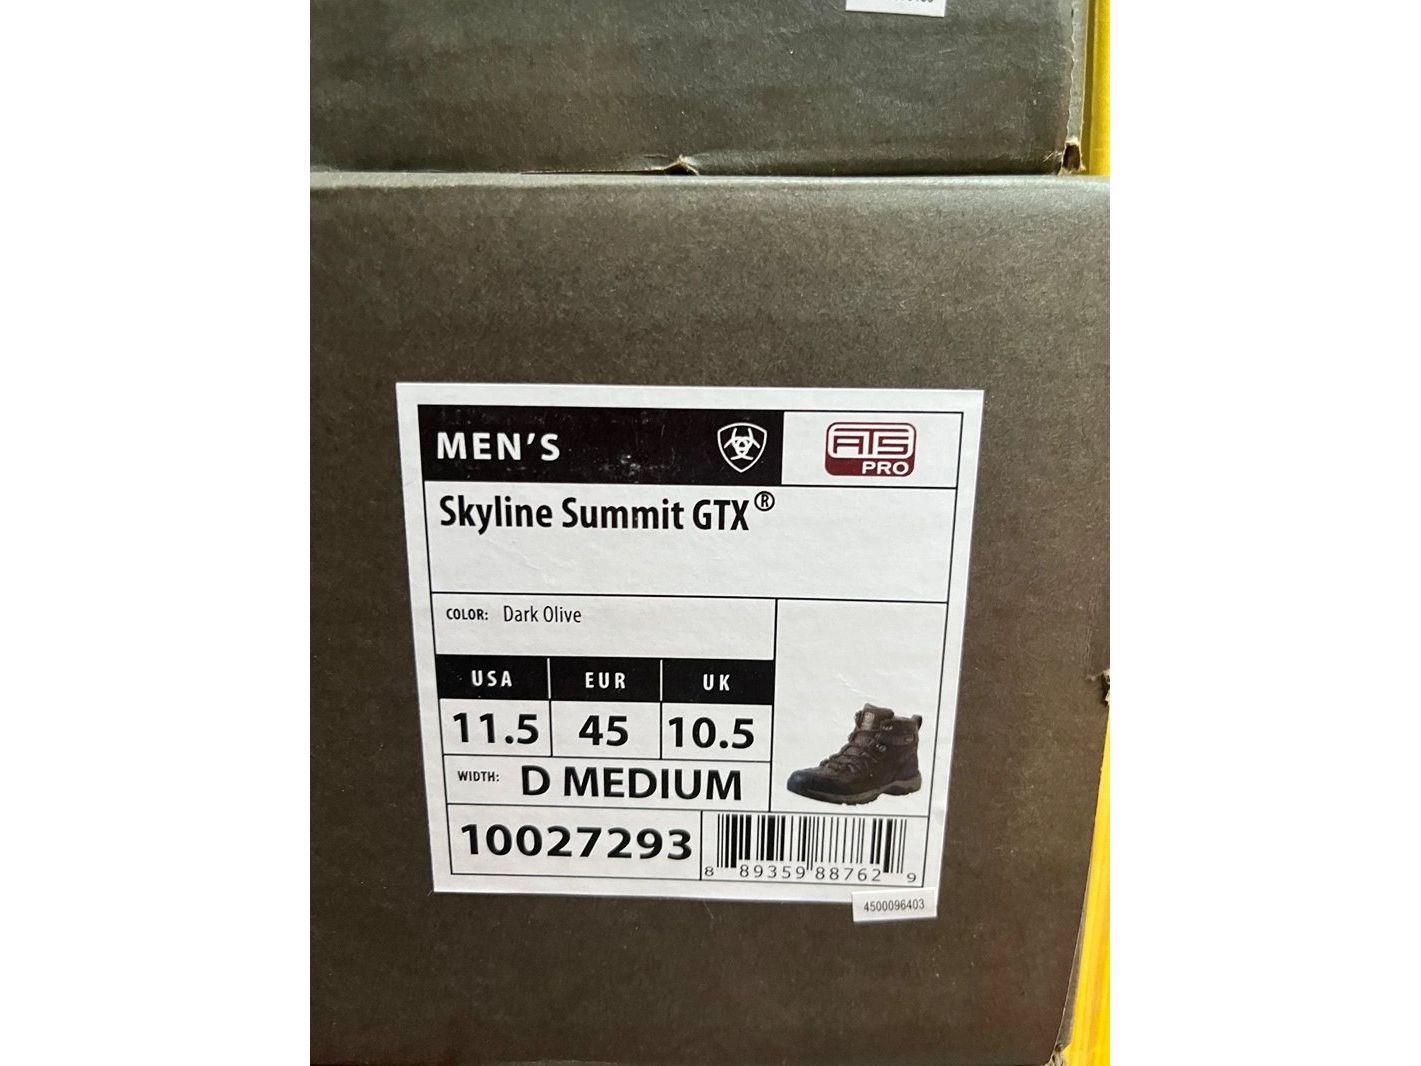 MEN'S
ATS
PRO
Skyline Summit GTX®
COLOR: Dark Olive
USA EUR UK
11.5 45 10.5
WIDTH: D MEDIUM
10027293
8 89359 88762 9
4500096403